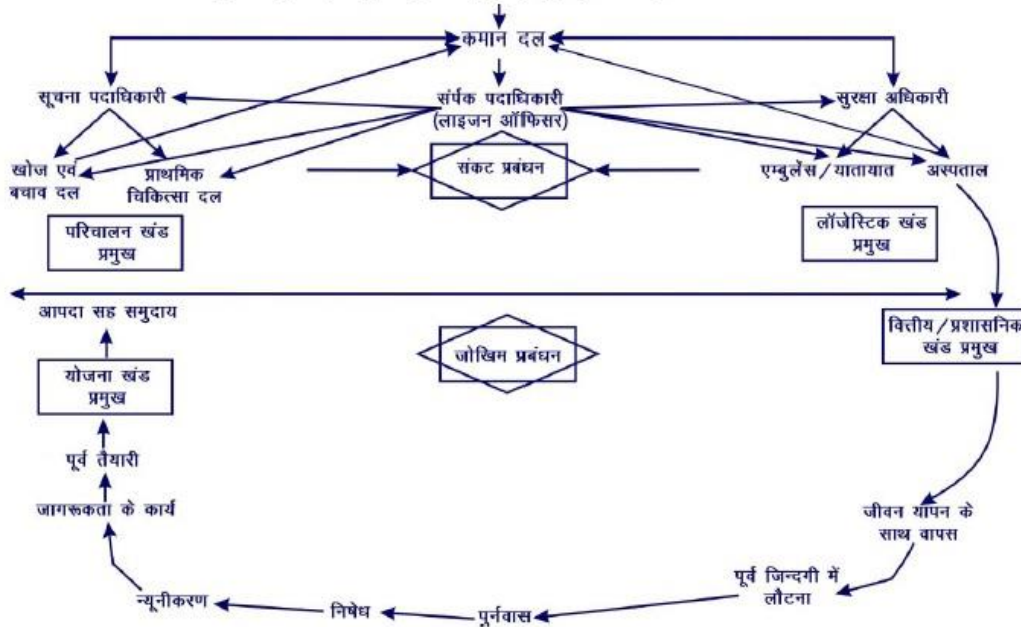 कमान दल
सूचना पदाधिकारी
संर्पक पदाधिकारी
(लाइजन ऑफिसर)
सुरक्षा अधिकारी
खोज एवं
बचाव दल
प्राथमिक
चिकित्सा दल
संकट प्रबंधन
एम्बुलेंस/यातायात
अस्पताल
परिचालन खंड
प्रमुख
लॉजेस्टिक खंड
प्रमुख
आपदा सह समुदाय
जोखिम प्रबंधन
वित्तीय/प्रशासनिक
खंड प्रमुख
योजना खंड
प्रमुख
पूर्व तैयारी
जागरूकता के कार्य
जीवन यापन के
साथ वापस
पूर्व जिन्दगी में
लौटना
न्यूनीकरण
निषेध
पुर्नवास